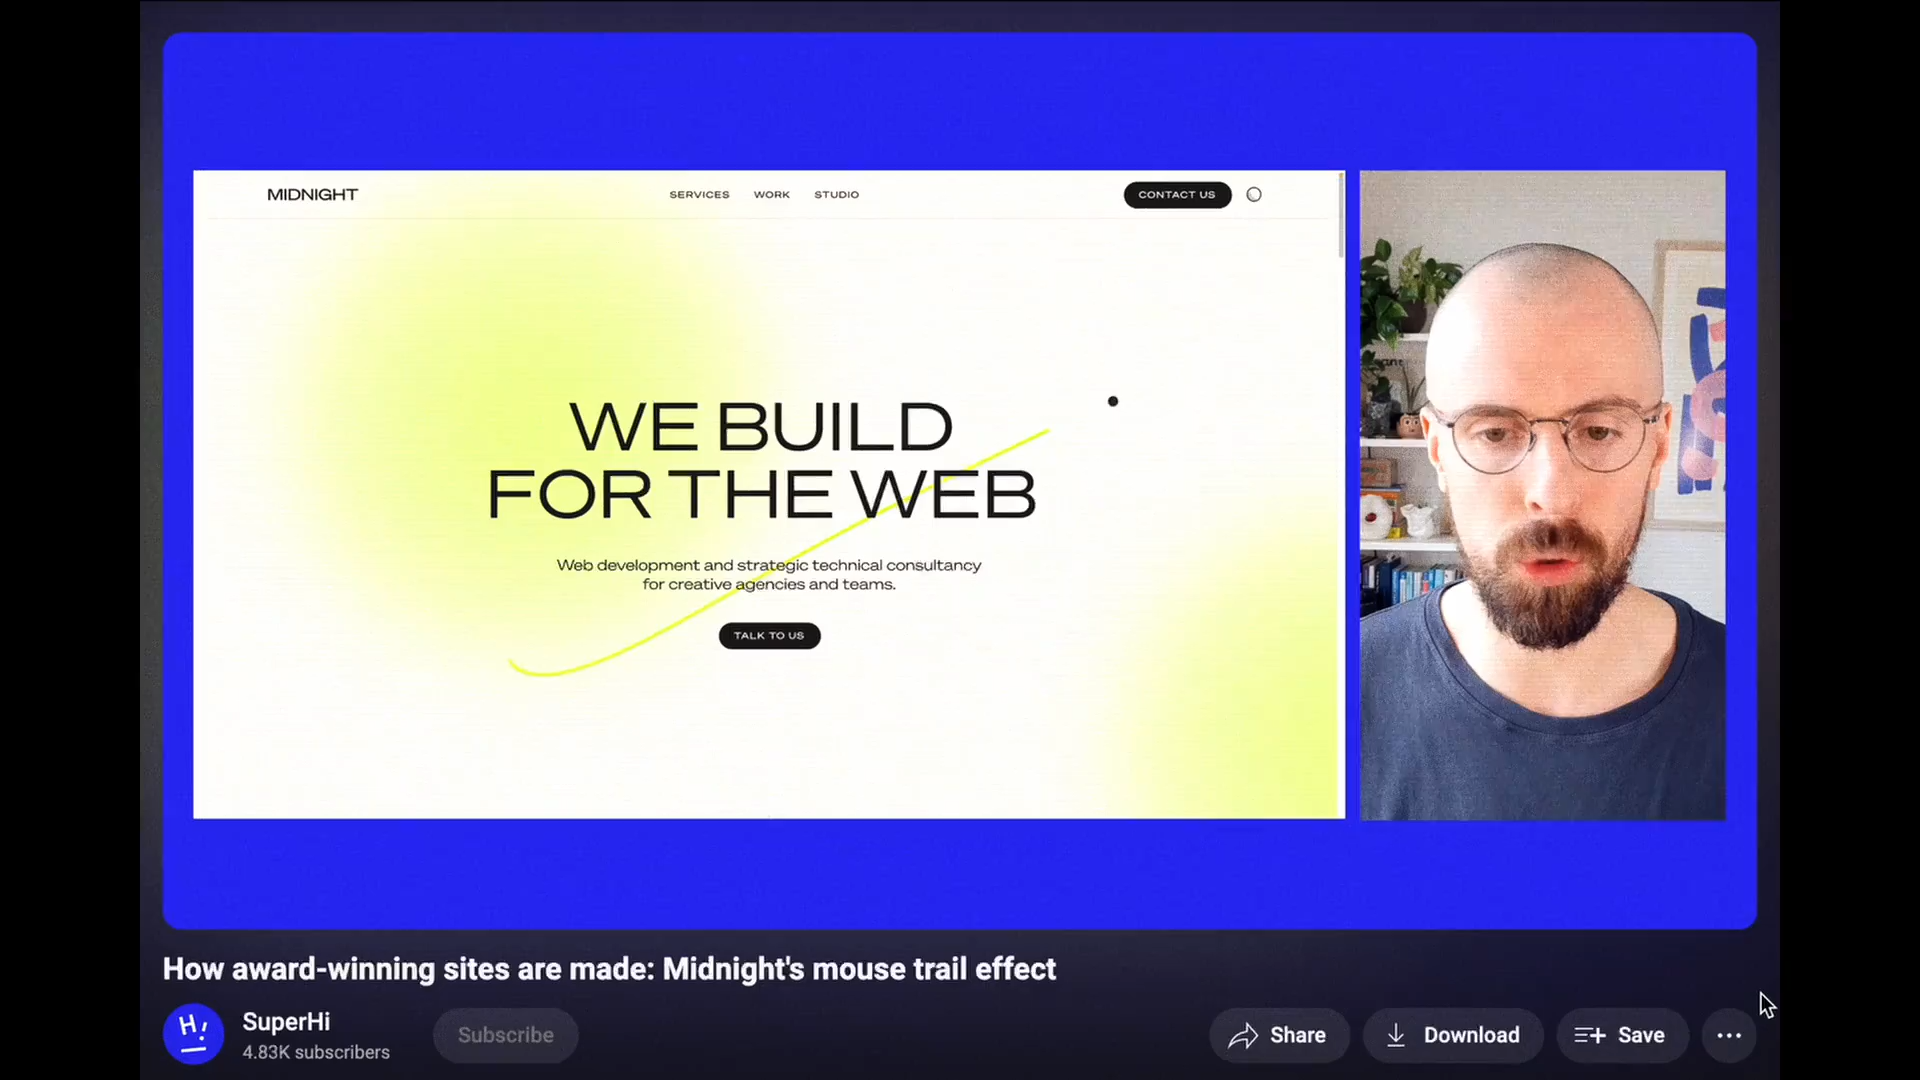 MIDNIGHT
SERVICES WORK STUDIO
CONTACT US
WE BUILD
FOR THE WEB
Web development and strategic technical consultancy
for creative agencies and teams.
TALK TO US
How award-winning sites are made: Midnight's mouse trail effect
H!
SuperHi
4.83K subscribers
Subscribe
Share
Download
Save